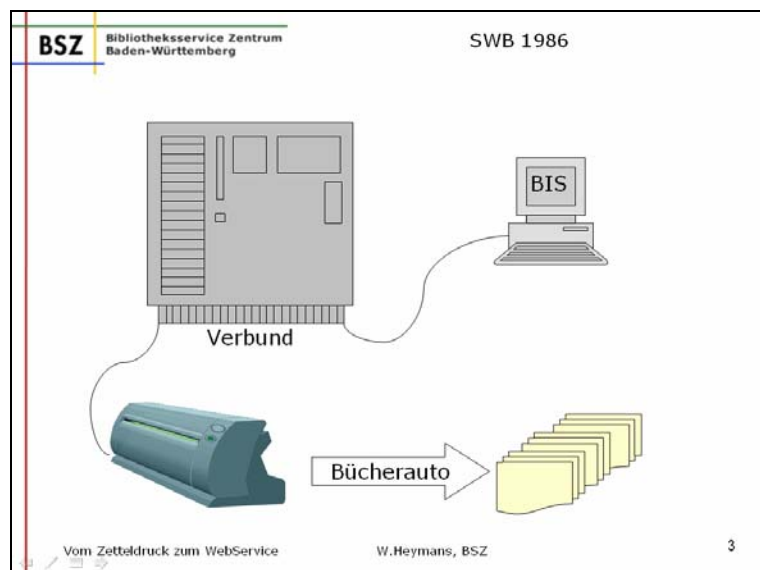 BSZ
Bibliotheksservice Zentrum
Baden-Württemberg
SWB 1986
BIS
Verbund
Bücherauto
Vom Zetteldruck zum WebService
W.Heymans, BSZ
3